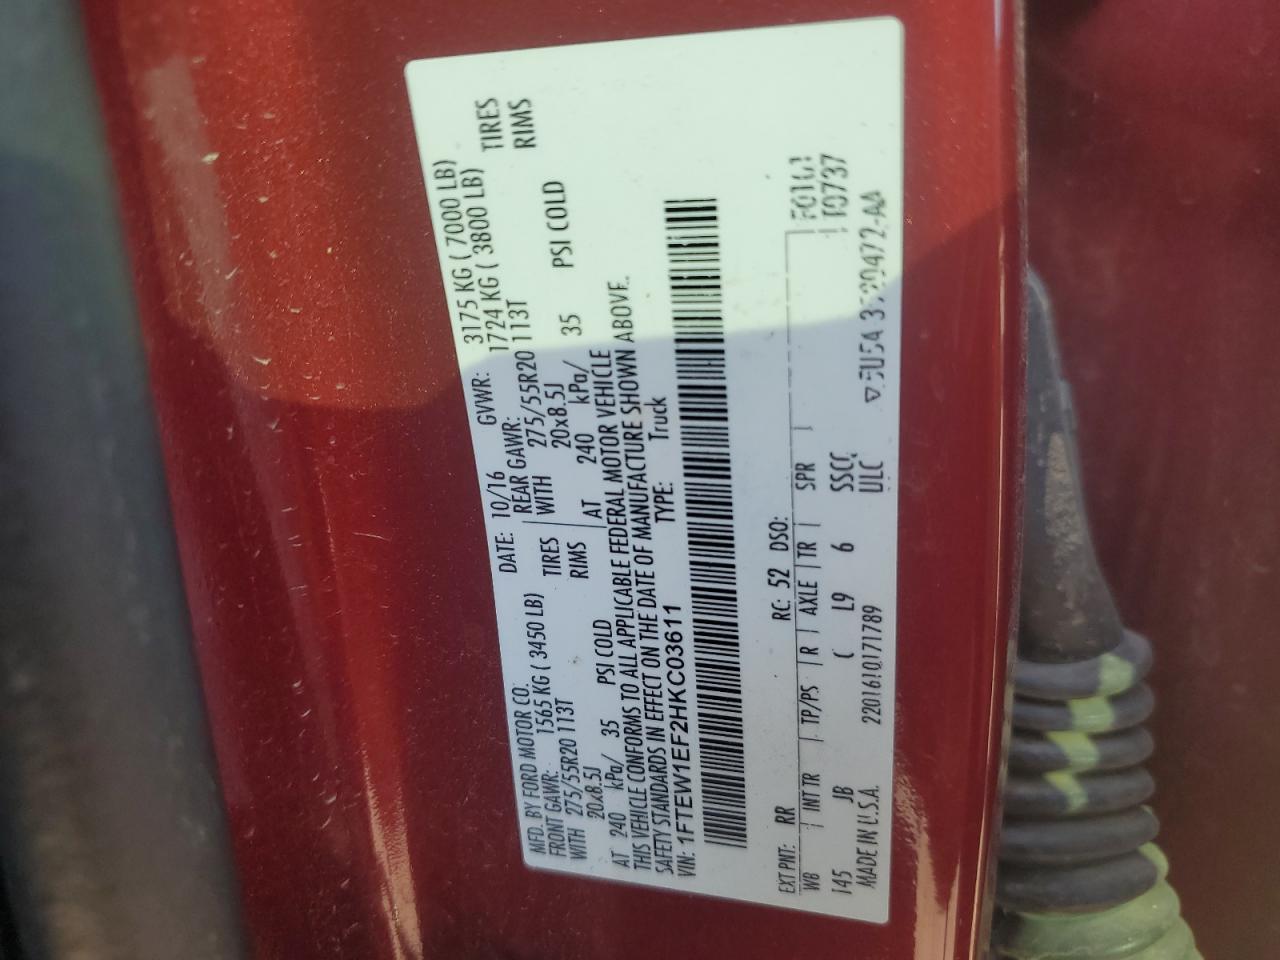 MFD. BY FORD MOTOR CO.
DATE: 10/16 GVWR: 3175 KG ( 7000 LB)
FRONT GAWR: 1565 KG ( 3450 LB) REAR GAWR: 1724 KG ( 3800 LB)
WITH 275/55R20 113T TIRES WITH 275/55R20 113T TIRES
20x8.5J RIMS 20x8.5J RIMS
AT 240 kPa/ 35 PSI COLD AT 240 kPa/ 35 PSI COLD
THIS VEHICLE CONFORMS TO ALL APPLICABLE FEDERAL MOTOR VEHICLE
SAFETY STANDARDS IN EFFECT ON THE DATE OF MANUFACTURE SHOWN ABOVE.
VIN: 1FTEW1EF2HKC03611 TYPE: Truck
EXT PNT: RR RC: 52 DSO:
WB INT TR TP/PS R AXLE TR SPR
145 JB C L9 6 SSCC
MADE IN U.S.A. 2201610171789 ULC
T0737